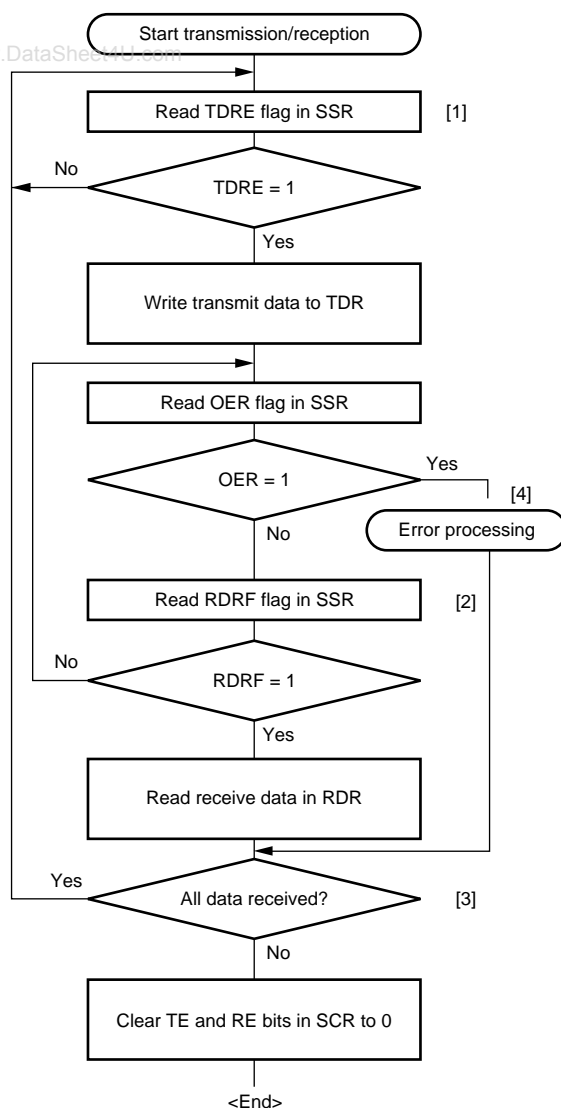 Start transmission/reception
.DataSheet4U.com
Read TDRE flag in SSR
[1]
No
TDRE = 1
Yes
Write transmit data to TDR
Read OER flag in SSR
Yes
OER = 1
[4]
No
Error processing
Read RDRF flag in SSR
[2]
No
RDRF = 1
Yes
Read receive data in RDR
Yes
All data received?
[3]
No
Clear TE and RE bits in SCR to 0
<End>